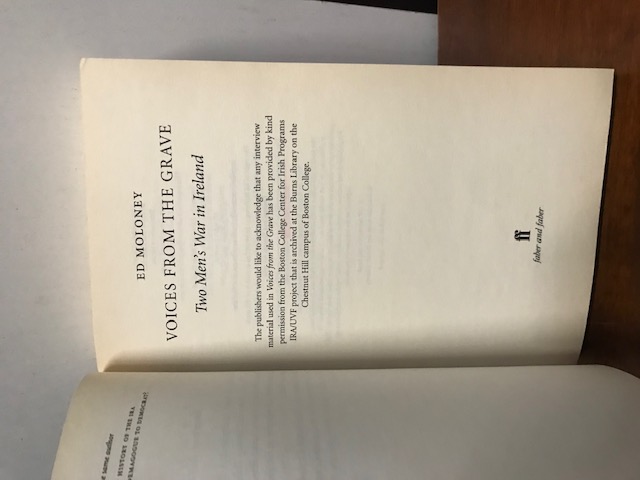 same author
HISTORY OF THE IRA
DEMAGOGUE TO DEMOCRAT?
ED MOLONEY
VOICES FROM THE GRAVE
Two Men's War in Ireland
The publishers would like to acknowledge that any interview
material used in Voices from the Grave has been provided by kind
permission from the Boston College Center for Irish Programs
IRA/UVF project that is archived at the Burns Library on the
Chestnut Hill campus of Boston College.
ff
faber and faber